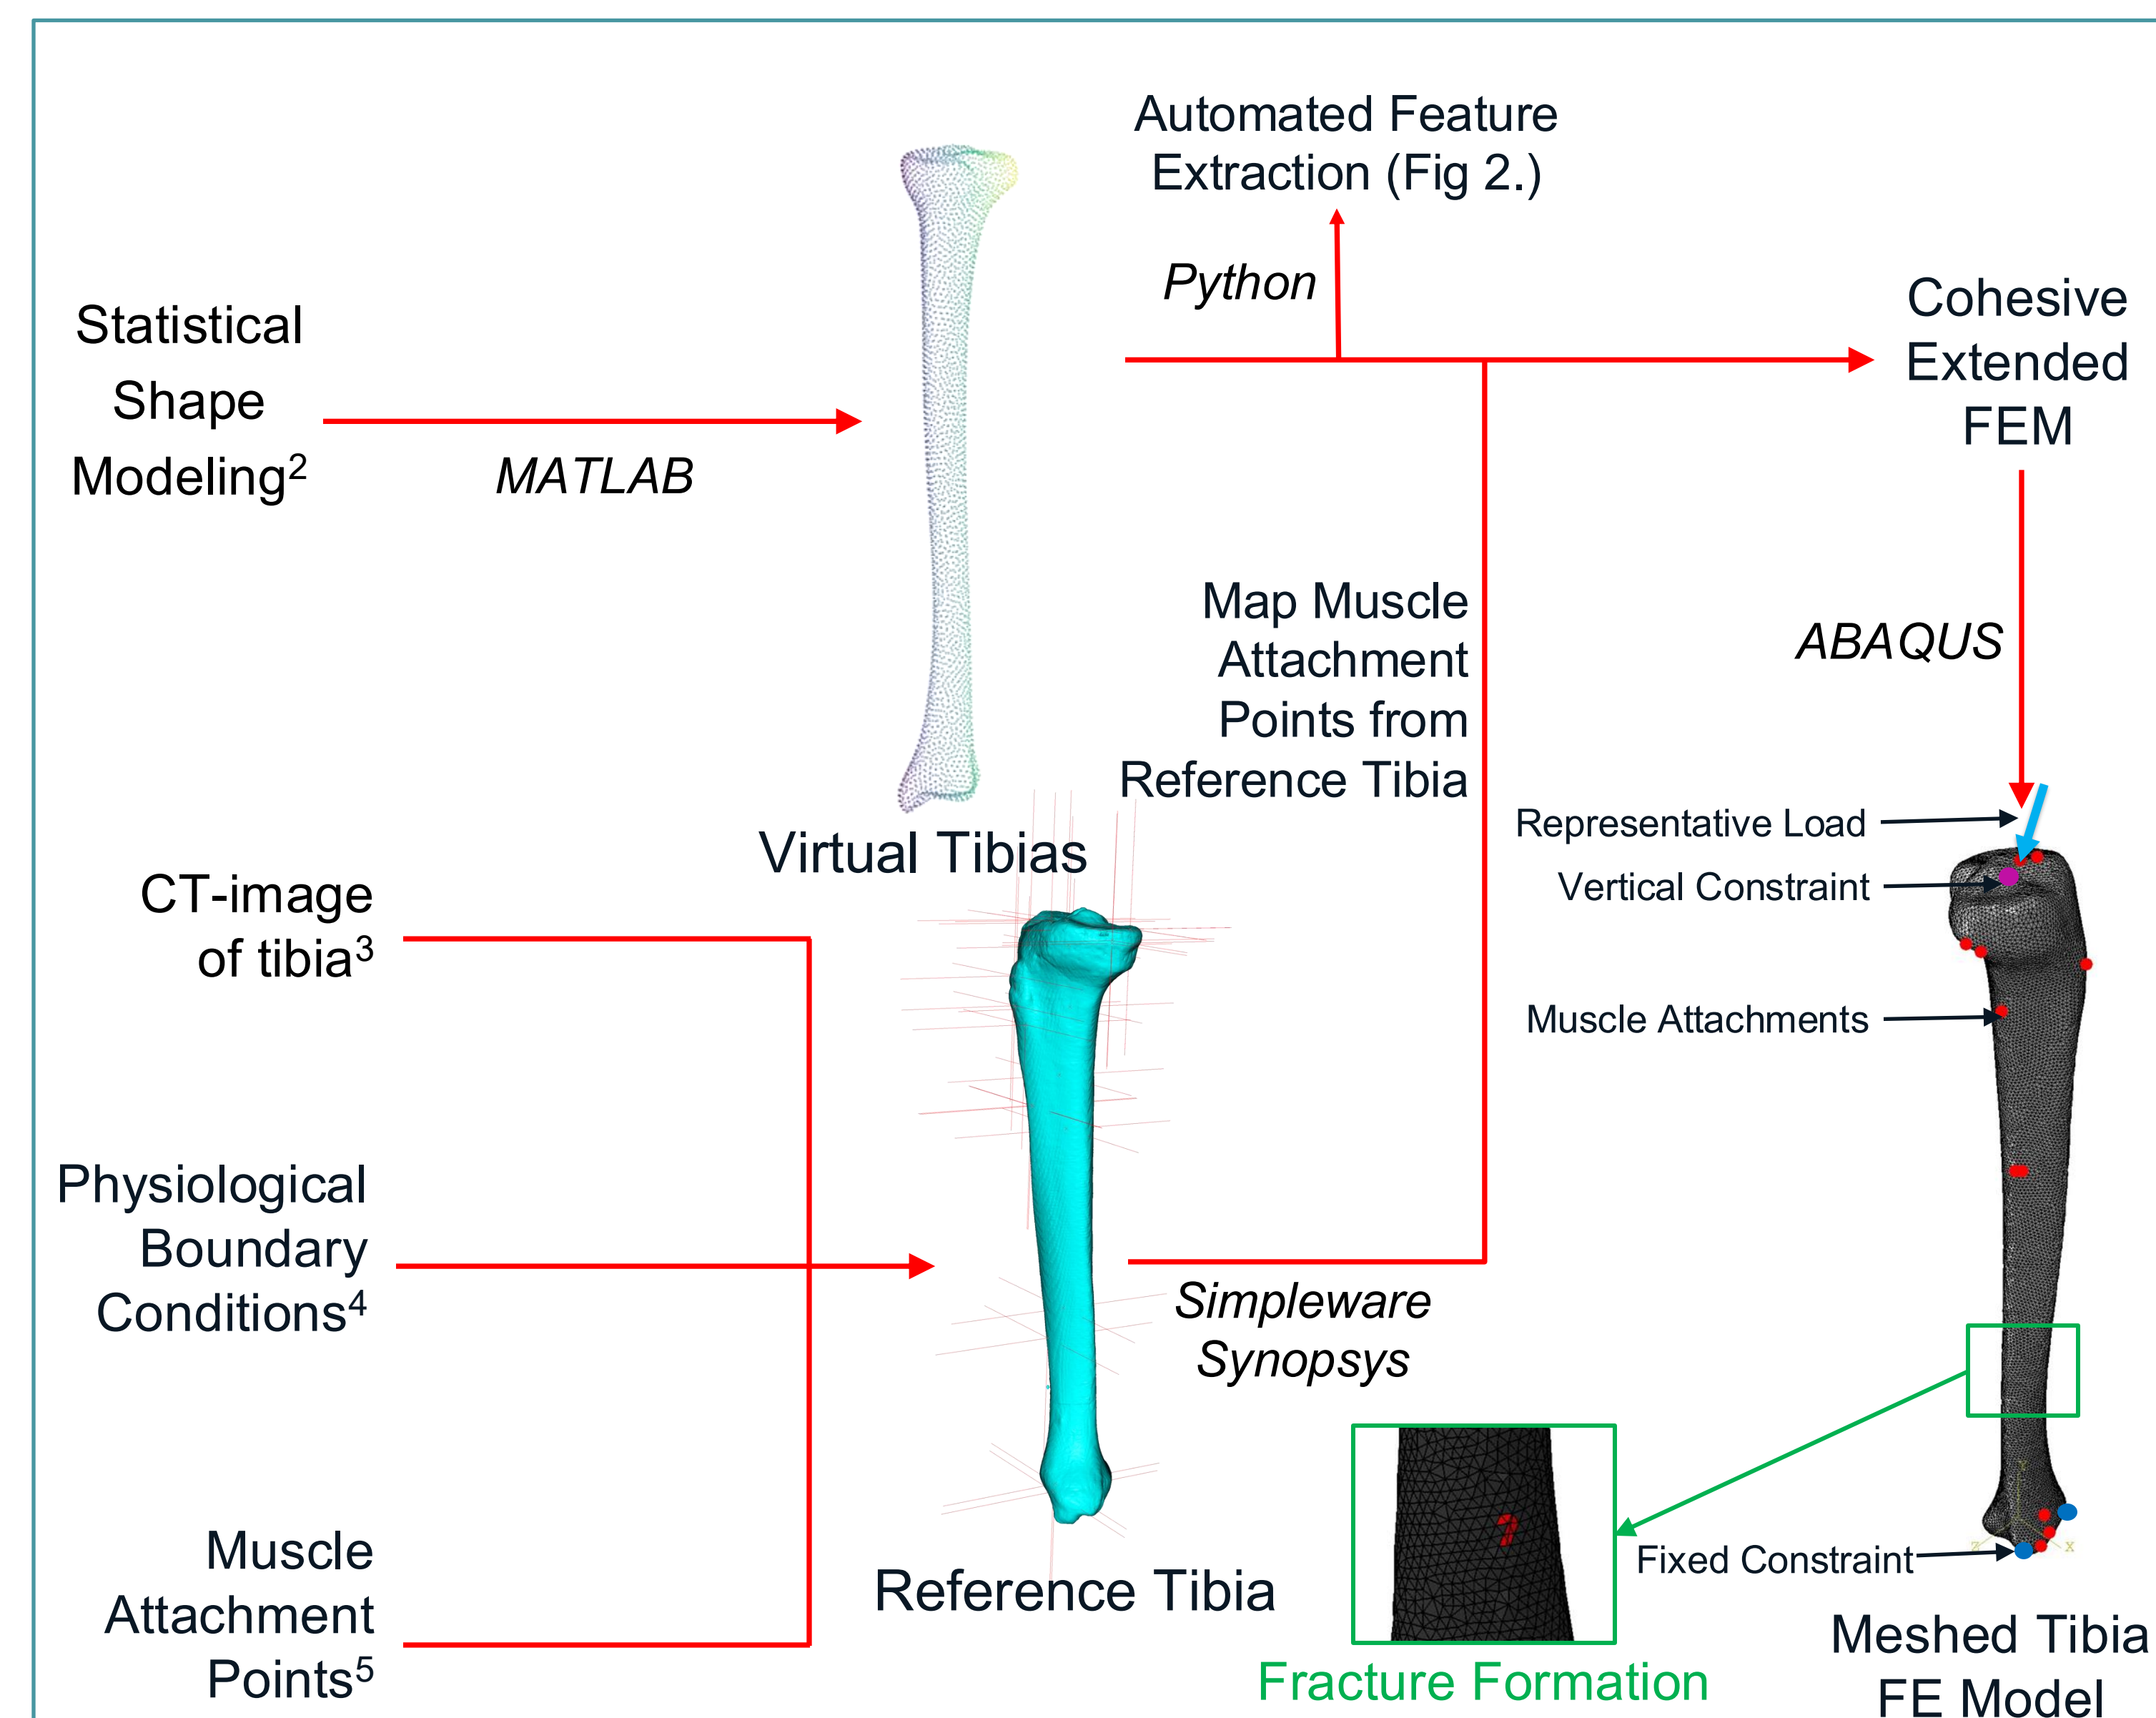 Automated Feature
Extraction (Fig 2.)
Python
Statistical
Shape
Modeling²
MATLAB
Cohesive
Extended
FEM
Map Muscle
Attachment
Points from
Reference Tibia
ABAQUS
Virtual Tibias
Representative Load
Vertical Constraint
Muscle Attachments
CT-image
of tibia³
Physiological
Boundary
Conditions⁴
Simpleware
Synopsys
Muscle
Attachment
Points⁵
Reference Tibia
Y
Z
X
Fixed Constraint
Fracture Formation
Meshed Tibia
FE Model